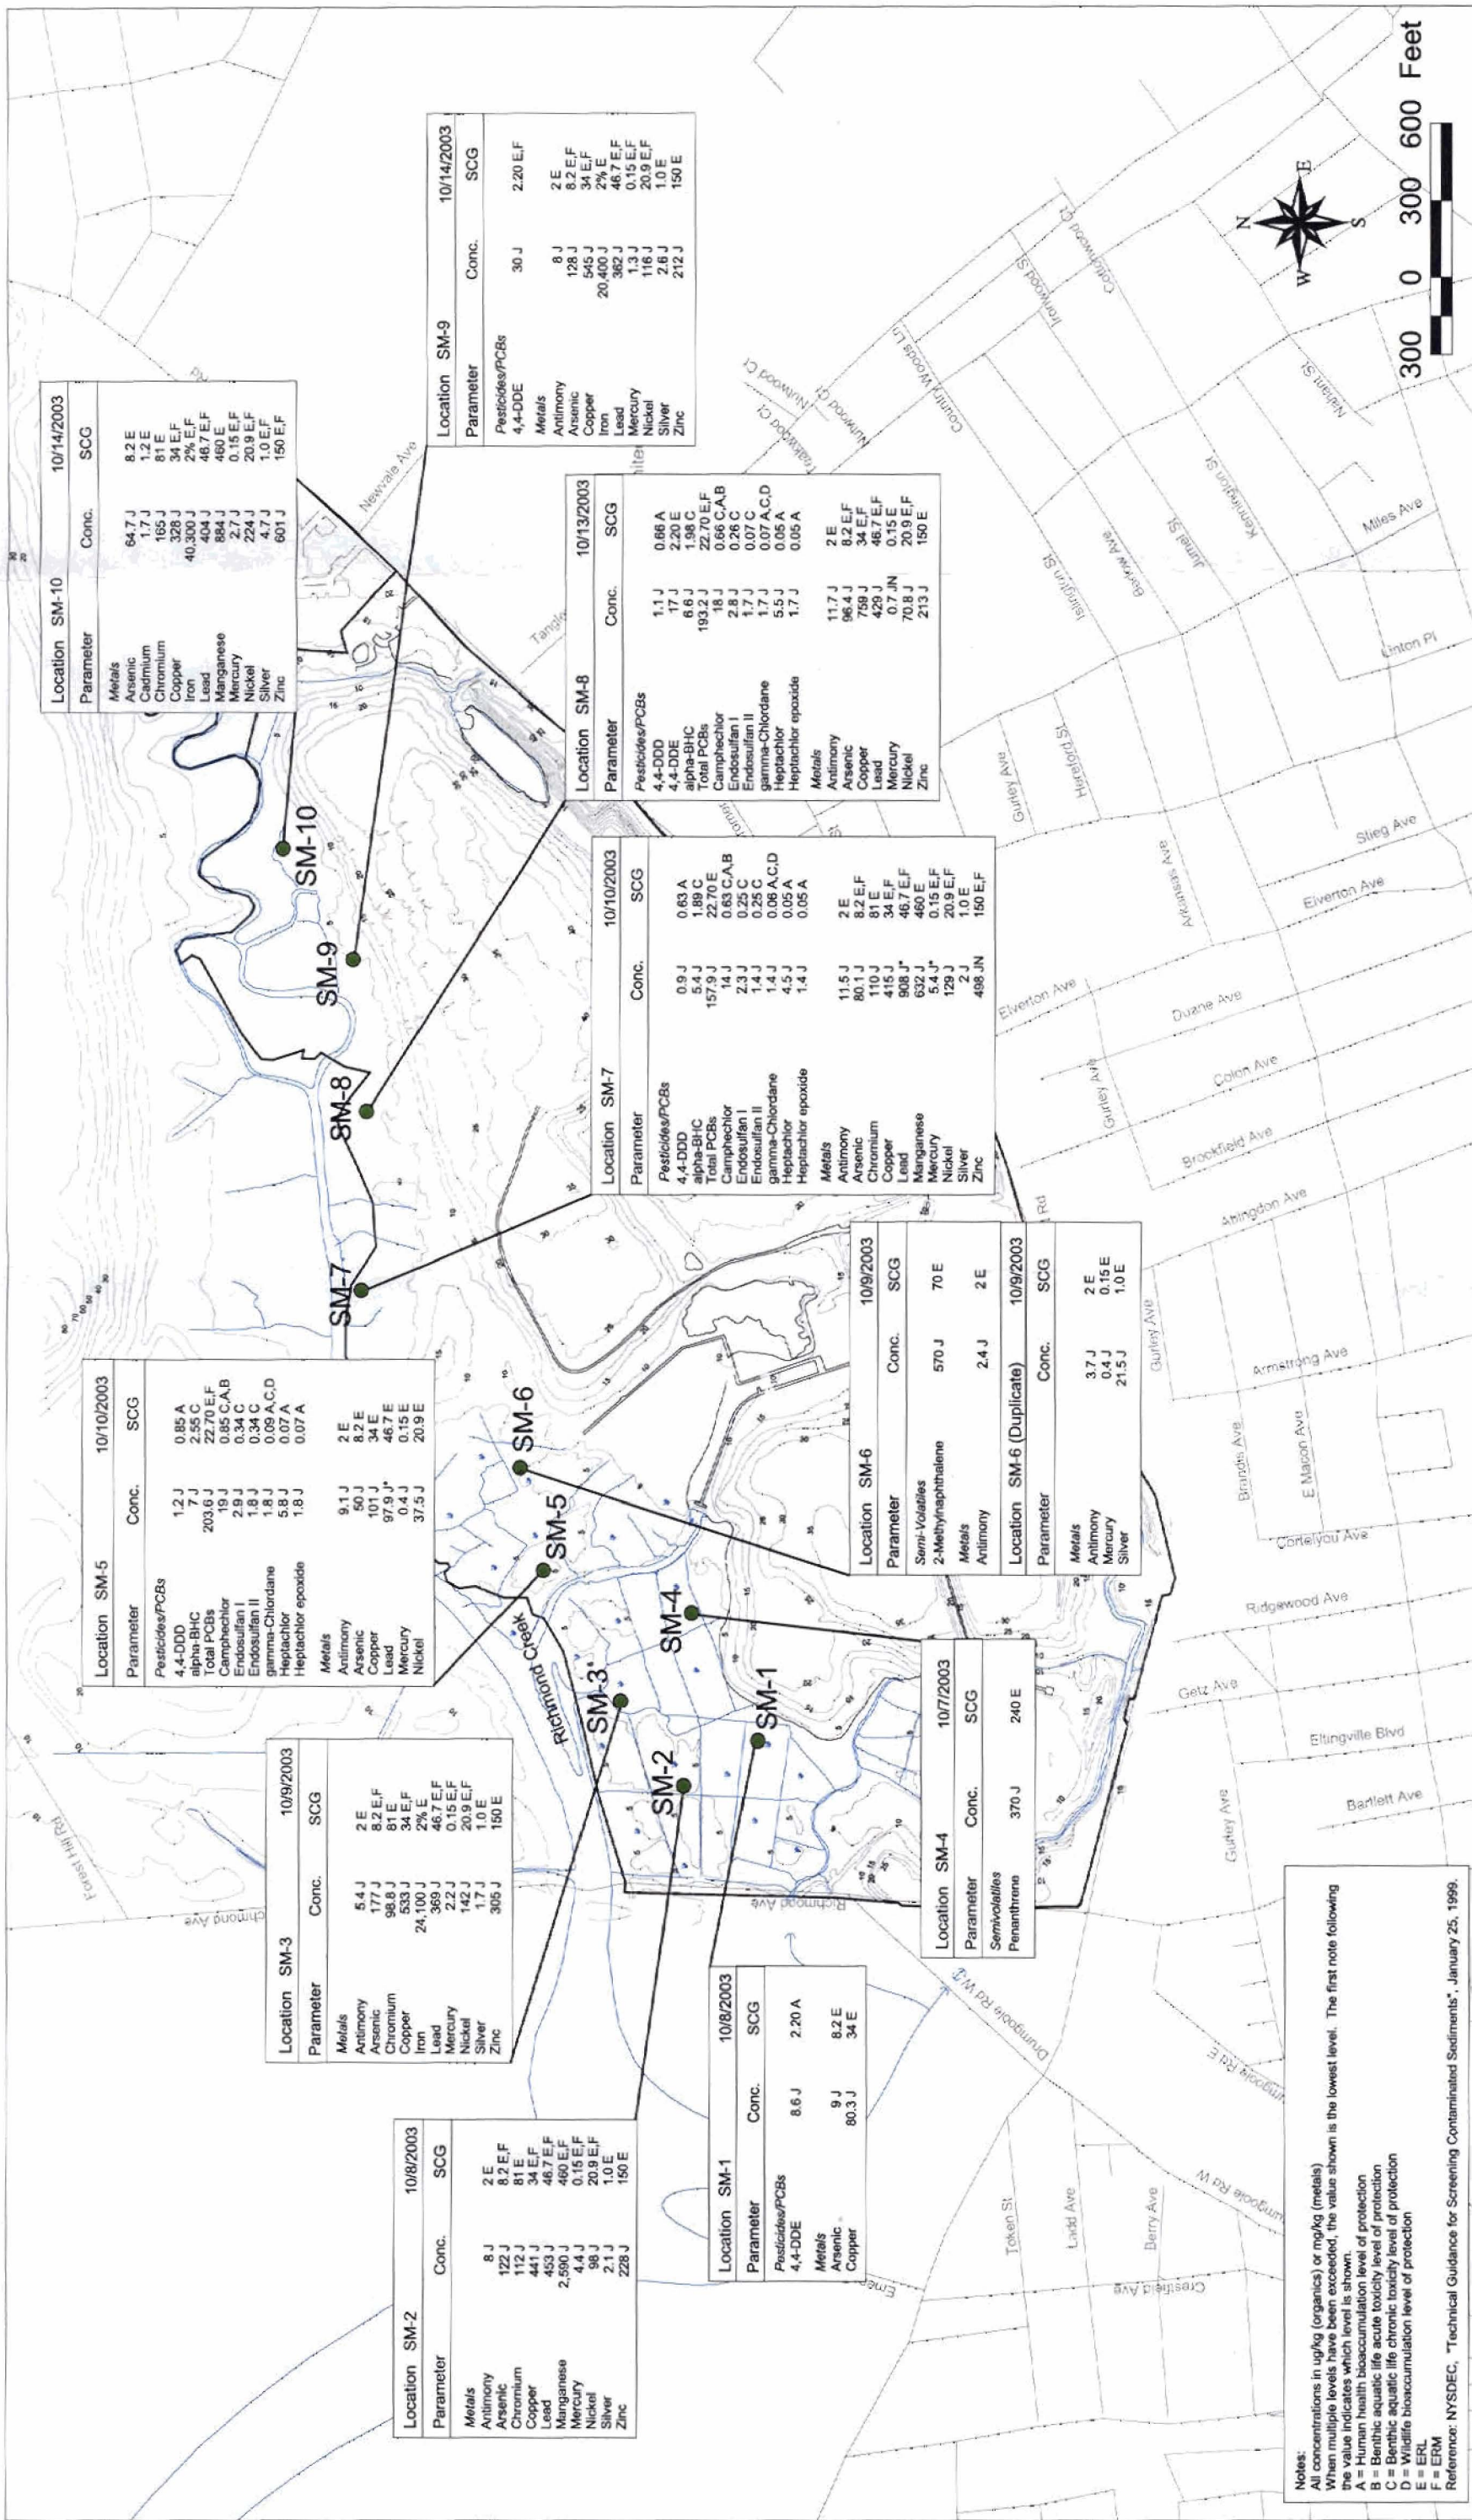 Location SM-10 10/14/2003
Parameter Conc. SCG
Metals
Arsenic 64.7 J 8.2 E
Cadmium 1.7 J 1.2 E
Chromium 165 J 81 E
Copper 328 J 34 E,F
Iron 40,300 J 2% E,F
Lead 404 J 46.7 E,F
Manganese 884 J 460 E
Mercury 2.7 J 0.15 E,F
Nickel 224 J 20.9 E,F
Silver 4.7 J 1.0 E,F
Zinc 601 J 150 E,F
Location SM-9 10/14/2003
Parameter Conc. SCG
Pesticides/PCBs
4,4-DDE 30 J 2.20 E,F
Metals
Antimony 8 J 2 E
Arsenic 128 J 8.2 E,F
Copper 545 J 34 E,F
Iron 20,400 J 2% E
Lead 362 J 46.7 E,F
Mercury 1.3 J 0.15 E,F
Nickel 116 J 20.9 E,F
Silver 2.6 J 1.0 E
Zinc 212 J 150 E
Location SM-8 10/13/2003
Parameter Conc. SCG
Pesticides/PCBs
4,4-DDD 1.1 J 0.66 A
4,4-DDE 17 J 2.20 E
alpha-BHC 6.6 J 1.98 C
Total PCBs 193.2 J 22.70 E,F
Camphechlor 18 J 0.66 C,A,B
Endosulfan I 2.8 J 0.26 C
Endosulfan II 1.7 J 0.07 C
gamma-Chlordane 1.7 J 0.07 A,C,D
Heptachlor 5.5 J 0.05 A
Heptachlor epoxide 1.7 J 0.05 A
Metals
Antimony 11.7 J 2 E
Arsenic 96.4 J 8.2 E,F
Copper 759 J 34 E,F
Lead 429 J 46.7 E,F
Mercury 0.7 JN 0.15 E
Nickel 70.8 J 20.9 E,F
Zinc 213 J 150 E
Location SM-7 10/10/2003
Parameter Conc. SCG
Pesticides/PCBs
4,4-DDD 0.9 J 0.63 A
alpha-BHC 5.4 J 1.89 C
Total PCBs 157.9 J 22.70 E
Camphechlor 14 J 0.63 C,A,B
Endosulfan I 2.3 J 0.25 C
Endosulfan II 1.4 J 0.25 C
gamma-Chlordane 1.4 J 0.06 A,C,D
Heptachlor 4.5 J 0.05 A
Heptachlor epoxide 1.4 J 0.05 A
Metals
Antimony 11.5 J 2 E
Arsenic 80.1 J 8.2 E,F
Chromium 110 J 81 E
Copper 415 J 34 E,F
Lead 908 J* 46.7 E,F
Manganese 632 J 460 E
Mercury 5.4 J* 0.15 E,F
Nickel 129 J 20.9 E,F
Silver 2 J 1.0 E
Zinc 498 JN 150 E,F
Location SM-5 10/10/2003
Parameter Conc. SCG
Pesticides/PCBs
4,4-DDD 1.2 J 0.85 A
alpha-BHC 7 J 2.55 C
Total PCBs 203.6 J 22.70 E,F
Camphechlor 19 J 0.85 C,A,B
Endosulfan I 2.9 J 0.34 C
Endosulfan II 1.8 J 0.34 C
gamma-Chlordane 1.8 J 0.09 A,C,D
Heptachlor 5.8 J 0.07 A
Heptachlor epoxide 1.8 J 0.07 A
Metals
Antimony 9.1 J 2 E
Arsenic 50 J 8.2 E
Copper 101 J 34 E
Lead 97.9 J* 46.7 E
Mercury 0.4 J 0.15 E
Nickel 37.5 J 20.9 E
Location SM-6 10/9/2003
Parameter Conc. SCG
Semi-Volatiles
2-Methylnaphthalene 570 J 70 E
Metals
Antimony 2.4 J 2 E
Location SM-6 (Duplicate) 10/9/2003
Parameter Conc. SCG
Metals
Antimony 3.7 J 2 E
Mercury 0.4 J 0.15 E
Silver 21.5 J 1.0 E
Location SM-3 10/9/2003
Parameter Conc. SCG
Metals
Antimony 5.4 J 2 E
Arsenic 177 J 8.2 E,F
Chromium 98.8 J 81 E
Copper 533 J 34 E,F
Iron 24,100 J 2% E
Lead 369 J 46.7 E,F
Mercury 2.2 J 0.15 E,F
Nickel 142 J 20.9 E,F
Silver 1.7 J 1.0 E
Zinc 305 J 150 E
Location SM-4 10/7/2003
Parameter Conc. SCG
Semivolatiles
Penanthrene 370 J 240 E
Location SM-2 10/8/2003
Parameter Conc. SCG
Metals
Antimony 8 J 2 E
Arsenic 122 J 8.2 E,F
Chromium 112 J 81 E
Copper 441 J 34 E,F
Lead 453 J 46.7 E,F
Manganese 2,590 J 460 E,F
Mercury 4.4 J 0.15 E,F
Nickel 98 J 20.9 E,F
Silver 2.1 J 1.0 E
Zinc 228 J 150 E
Location SM-1 10/8/2003
Parameter Conc. SCG
Pesticides/PCBs
4,4-DDE 8.6 J 2.20 A
Metals
Arsenic 9 J 8.2 E
Copper 80.3 J 34 E
SM-10
SM-9
SM-8
SM-7
SM-6
SM-5
SM-4
SM-3
SM-2
SM-1
Richmond Creek
Forest Hill Rd
chmond Ave
Richmond Ave
Drumgoole Rd W
umgoole Rd E
umgoole Rd W
Token St
Ladd Ave
Berry Ave
Crestfield Ave
Gurley Ave
Bartlett Ave
Eltingville Blvd
Getz Ave
Ridgewood Ave
Cortelyou Ave
E Macon Ave
Brandis Ave
Armstrong Ave
Gurley Ave
Abingdon Ave
Brookfield Ave
Gurley Ave
Colon Ave
Duane Ave
Elverton Ave
Elverton Ave
Stieg Ave
Arkansas Ave
Hereford St
Gurley Ave
Linton Pl
Miles Ave
Kennington St
Jumel St
Barlow Ave
Islington St
Nahant St
Country Woods Ln
Ironwood St
Cottonwood Ct
Nutwood Ct
Nutwood Ct
Teakwood Ct
Newvale Ave
Rd
Rd
N
W E
S
300 0 300 600 Feet
Notes:
All concentrations in ug/kg (organics) or mg/kg (metals)
When multiple levels have been exceeded, the value shown is the lowest level. The first note following
the value indicates which level is shown.
A = Human health bioaccumulation level of protection
B = Benthic aquatic life acute toxicity level of protection
C = Benthic aquatic life chronic toxicity level of protection
D = Wildlife bioaccumulation level of protection
E = ERL
F = ERM
Reference: NYSDEC, "Technical Guidance for Screening Contaminated Sediments", January 25, 1999.